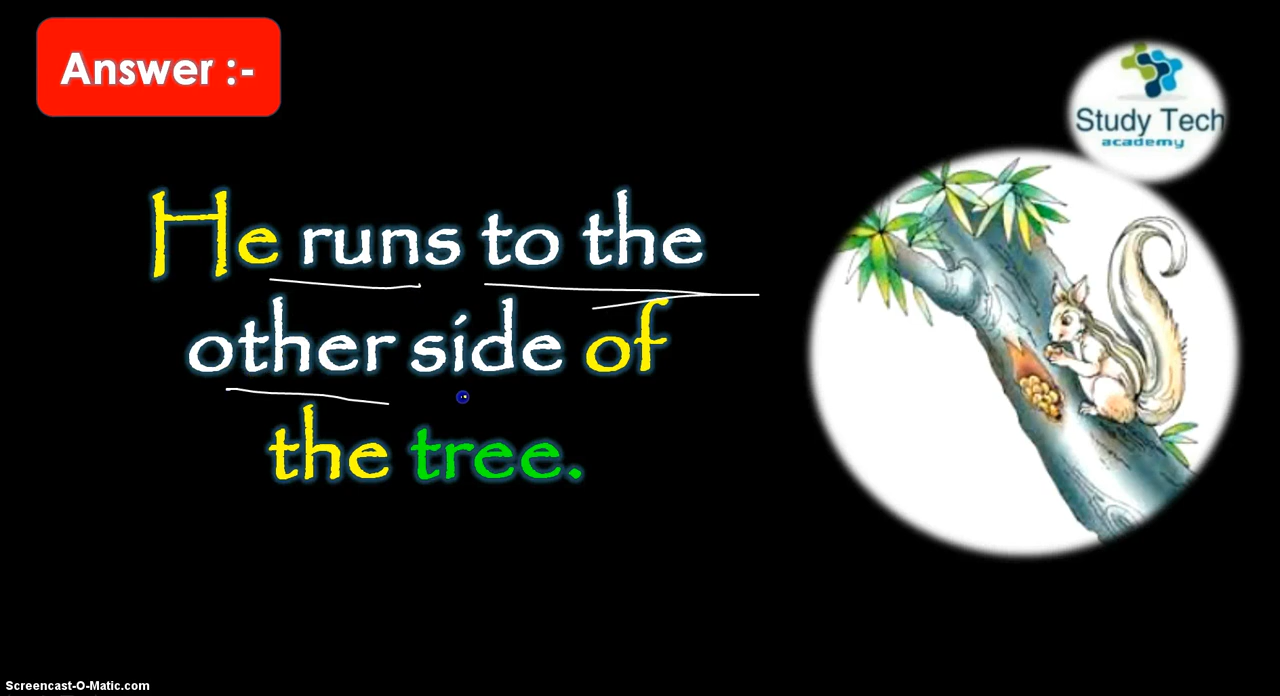 Answer :-
Study Tech
academy
He runs to the
other side of
the tree.
Screencast-O-Matic.com